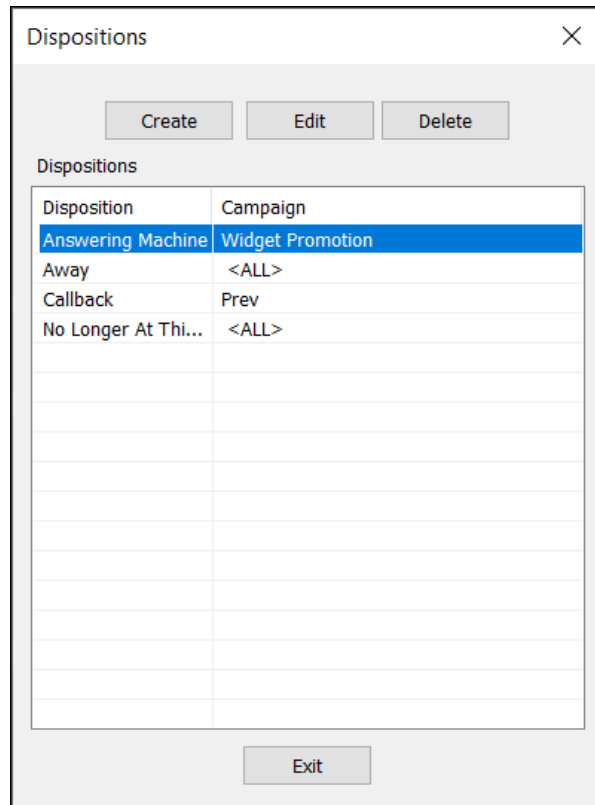 Dispositions
Create Edit Delete
Dispositions
Disposition Campaign
Answering Machine Widget Promotion
Away <ALL>
Callback Prev
No Longer At Thi... <ALL>
Exit